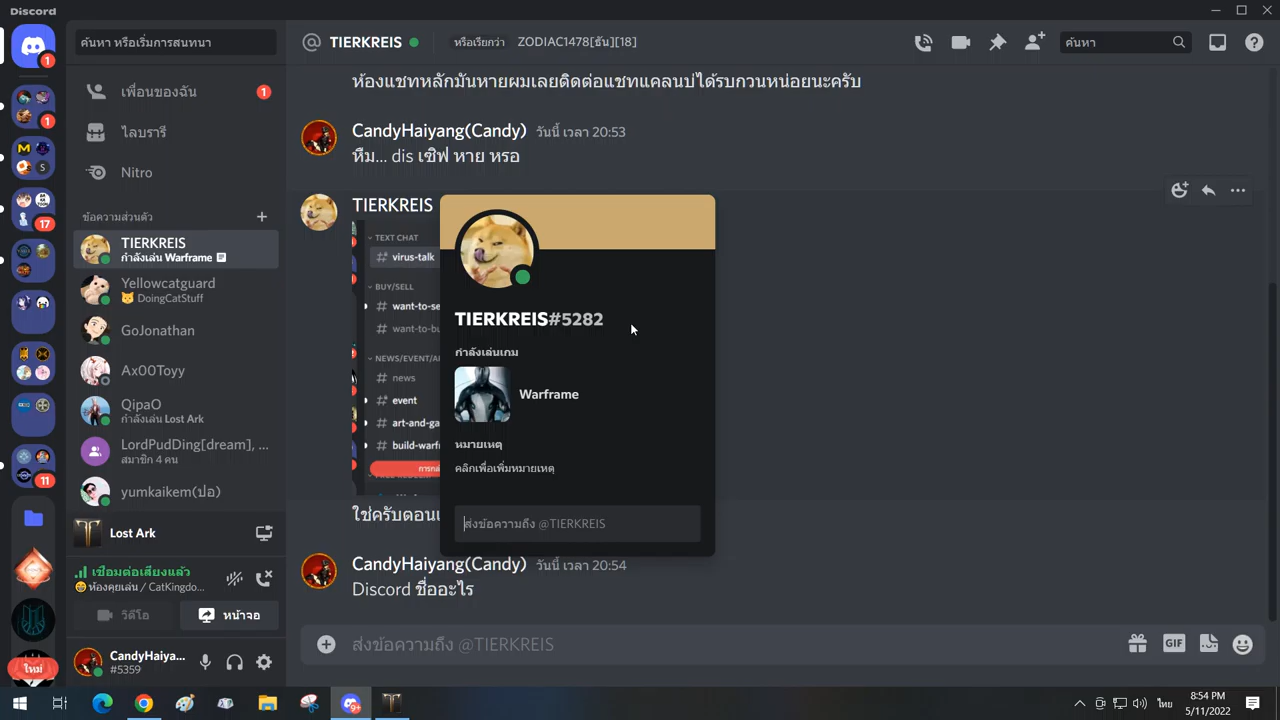 Discord
1
ค้นหา หรือเริ่มการสนทนา
เพื่อนของฉัน
1
ไลบรารี
Nitro
ข้อความส่วนตัว
TIERKREIS
กำลังเล่น Warframe
Yellowcatguard
DoingCatStuff
GoJonathan
Ax00Toyy
QipaO
กำลังเล่น Lost Ark
LordPudDing[dream], ...
สมาชิก 4 คน
yumkaikem(ปอ)
Lost Ark
เชื่อมต่อเสียงแล้ว
ห้องคุยเล่น / CatKingdo...
วิดีโอ
หน้าจอ
CandyHaiya...
#5359
1
17
11
ใหม่
TIERKREIS
หรือเรียกว่า
ZODIAC1478[ธัน][18]
ค้นหา
ห้องแชทหลักมันหายผมเลยติดต่อแชทแคลนบ่ได้รบกวนหน่อยนะครับ
CandyHaiyang(Candy) วันนี้ เวลา 20:53
หืม... dis เซิฟ หาย หรอ
TIERKREIS
TEXT CHAT
virus-talk
BUY/SELL
want-to-se
want-to-bu
NEWS/EVENT/A
news
event
art-and-ga
build-warf
การกล
TIERKREIS#5282
กำลังเล่นเกม
Warframe
หมายเหตุ
คลิกเพื่อเพิ่มหมายเหตุ
ส่งข้อความถึง @TIERKREIS
ใช่ครับตอนเ
CandyHaiyang(Candy) วันนี้ เวลา 20:54
Discord ชื่ออะไร
ส่งข้อความถึง @TIERKREIS
GIF
9+
ไทย
8:54 PM
5/11/2022